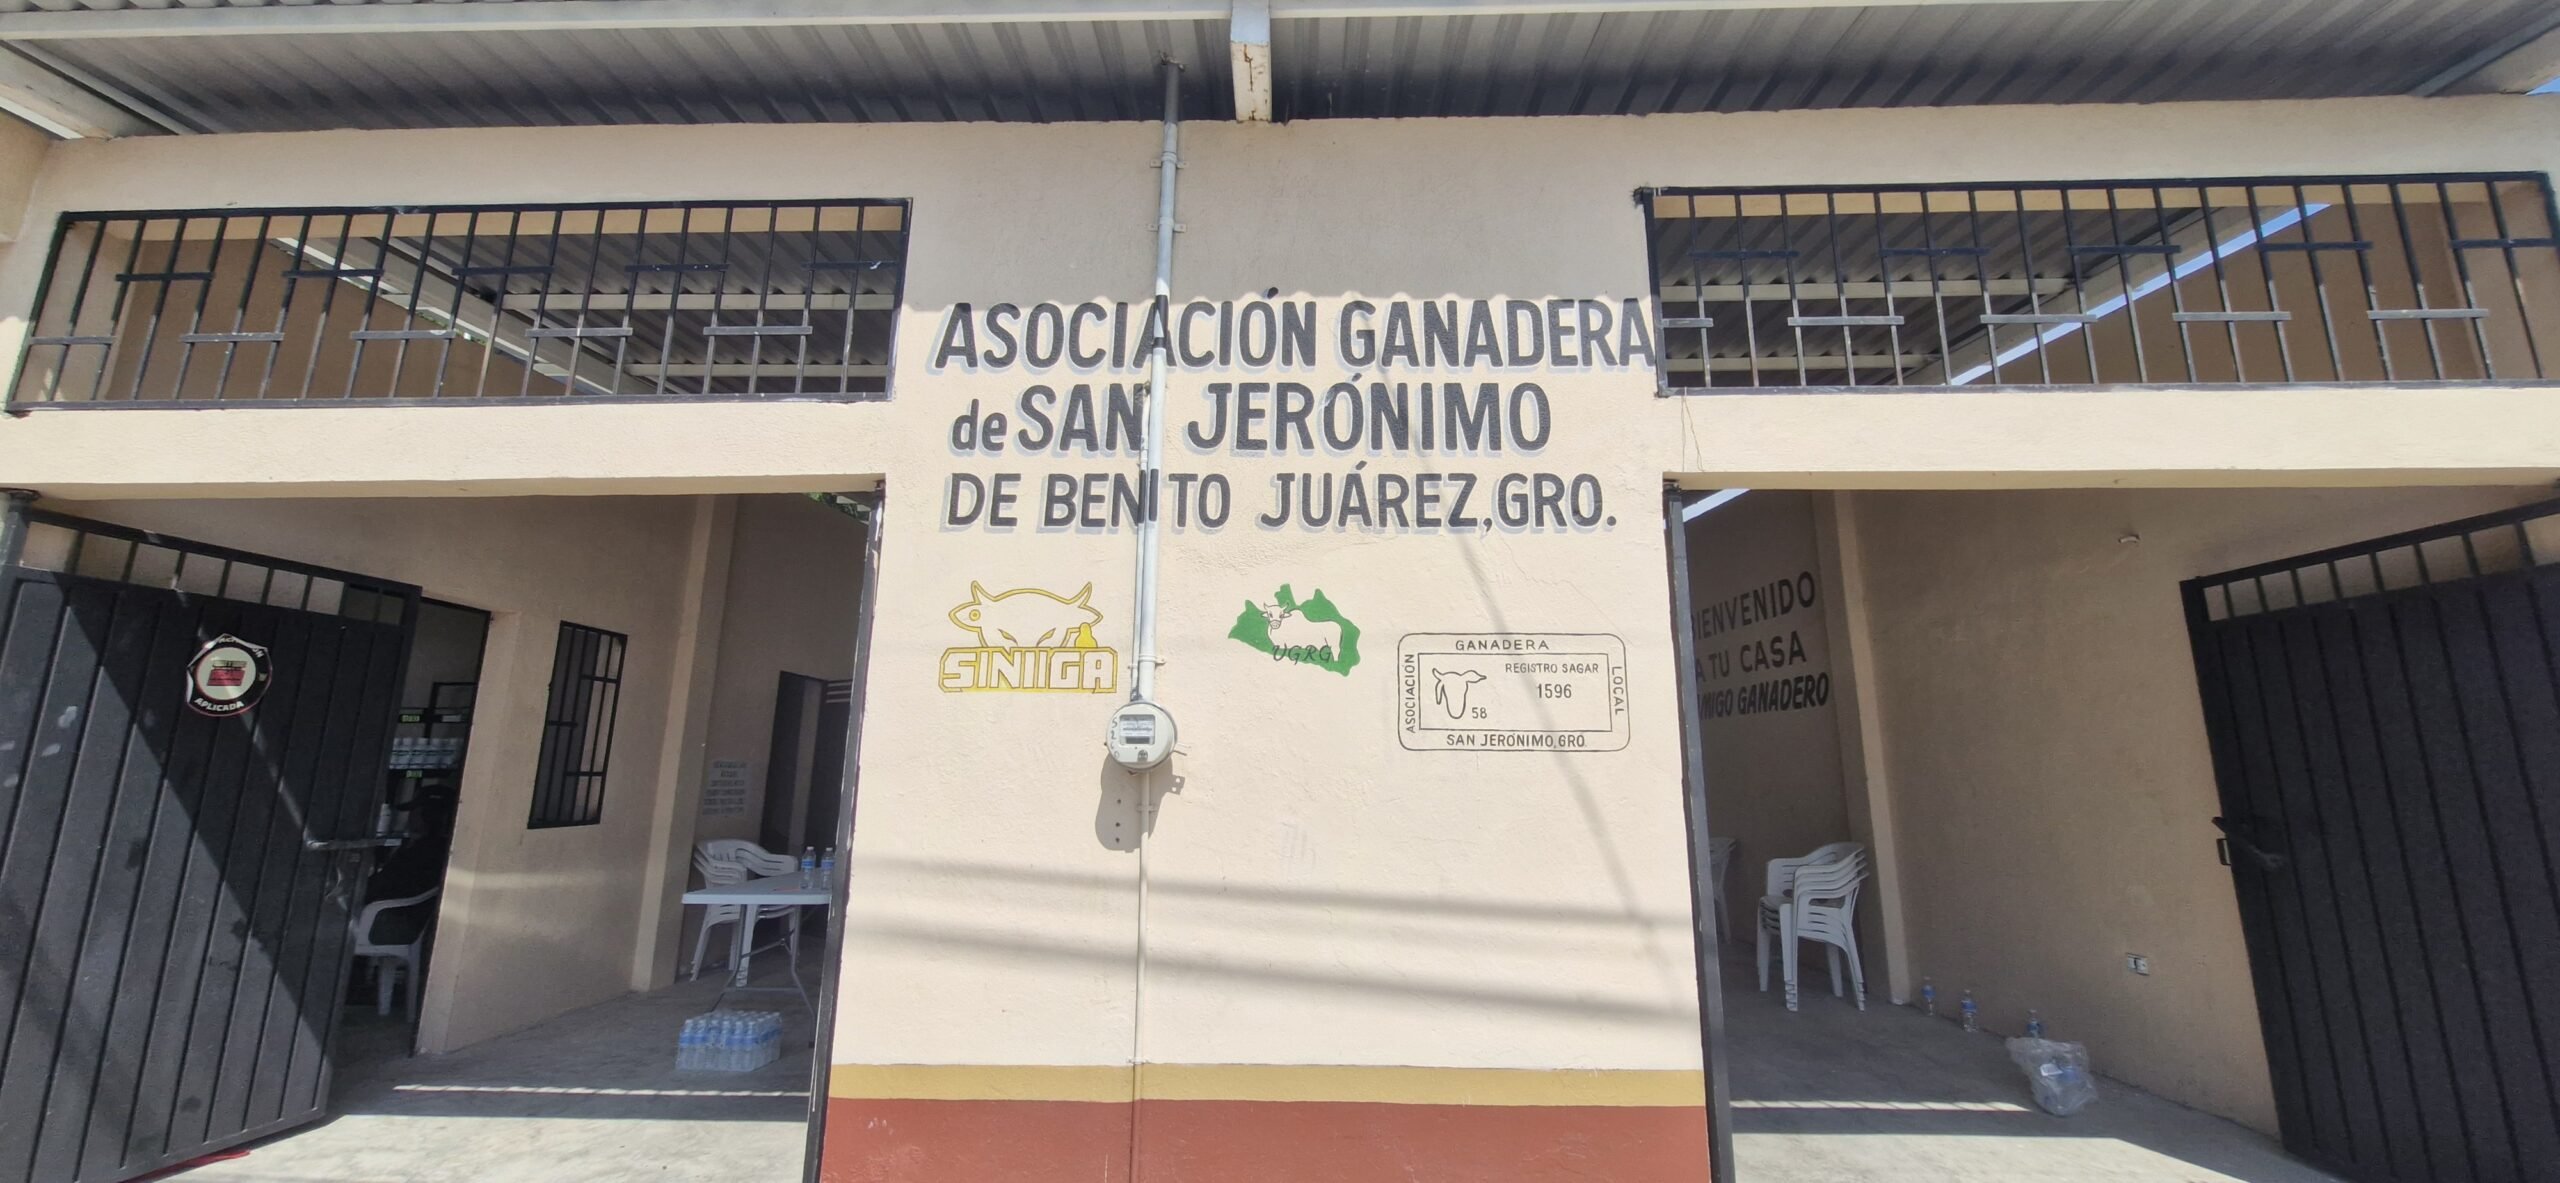 ASOCIACIÓN GANADERA
de SAN JERÓNIMO
DE BENITO JUÁREZ, GRO.
SINIIGA
UGRG
GANADERA
ASOCIACIÓN
REGISTRO SAGAR
1596
58
LOCAL
SAN JERÓNIMO, GRO.
BIENVENIDO
A TU CASA
AMIGO GANADERO
APLICADA